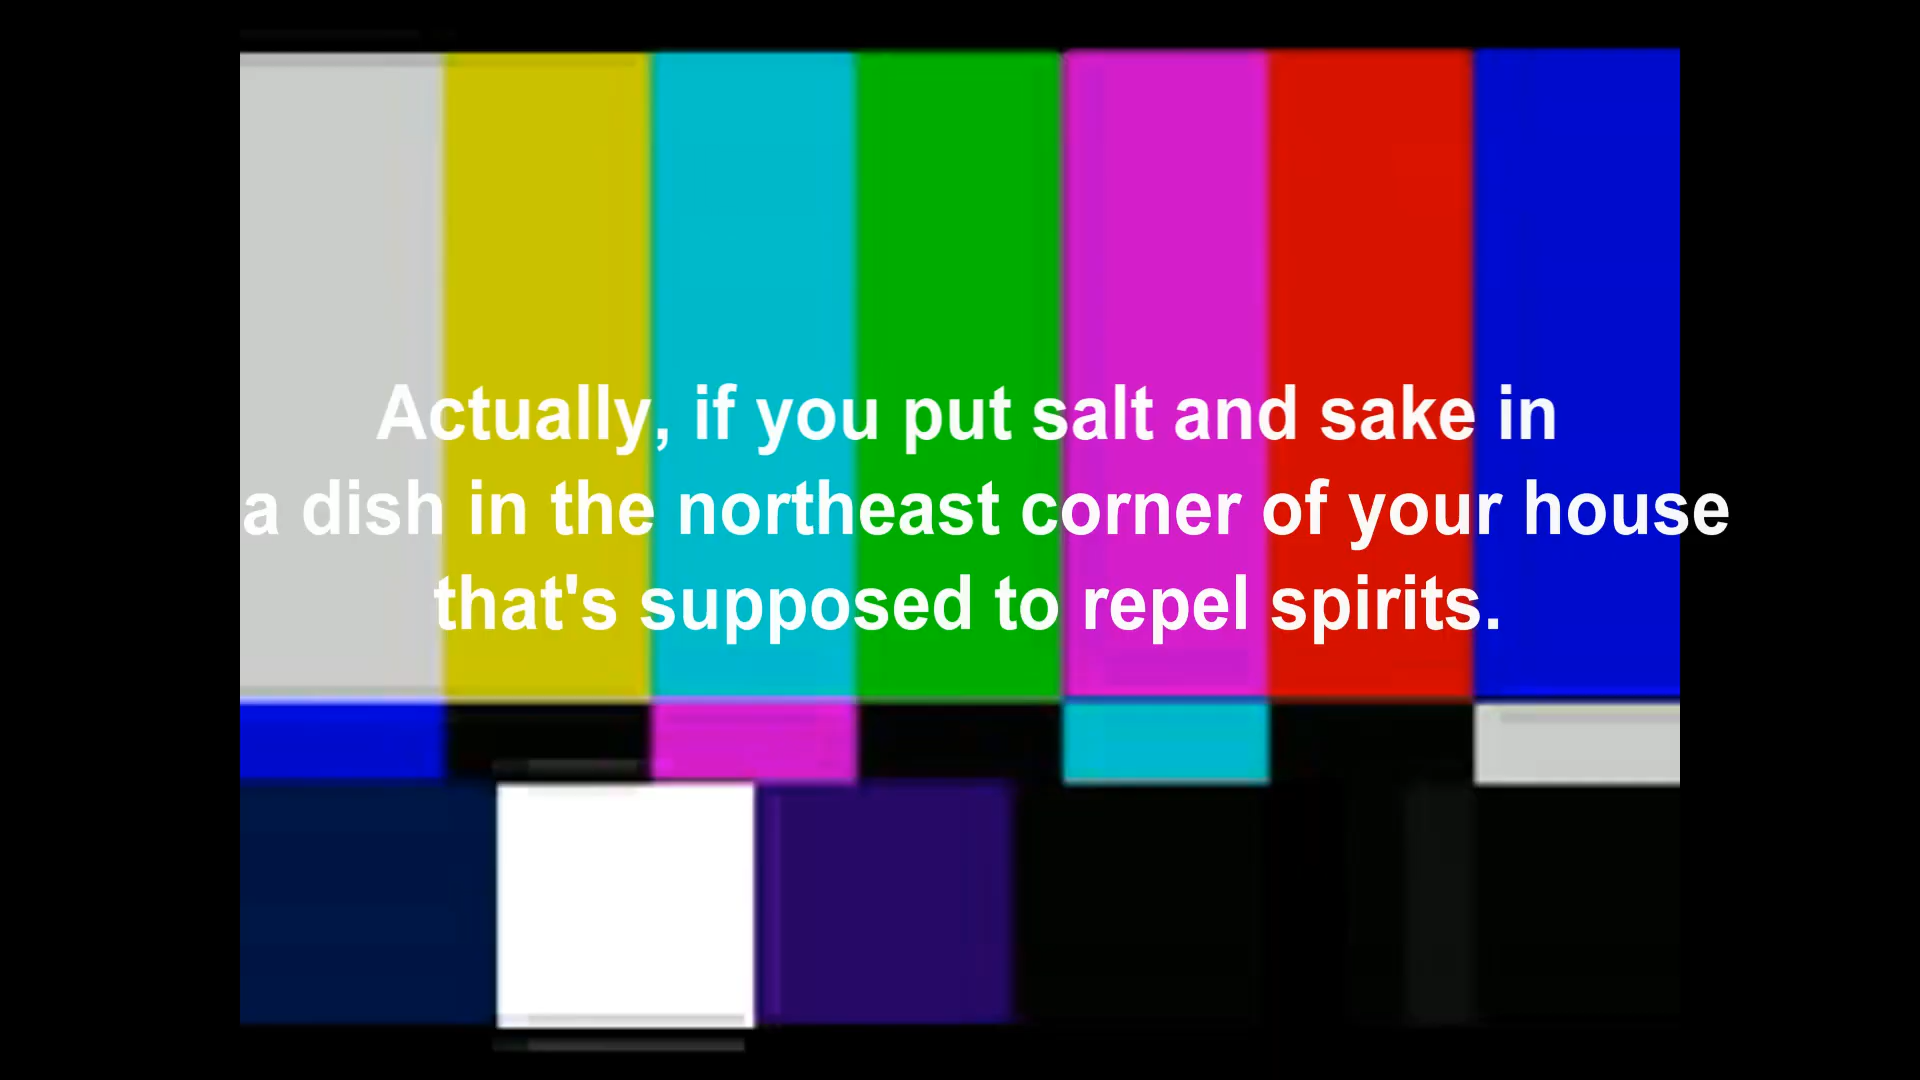 Actually, if you put salt and sake in
a dish in the northeast corner of your house
that's supposed to repel spirits.